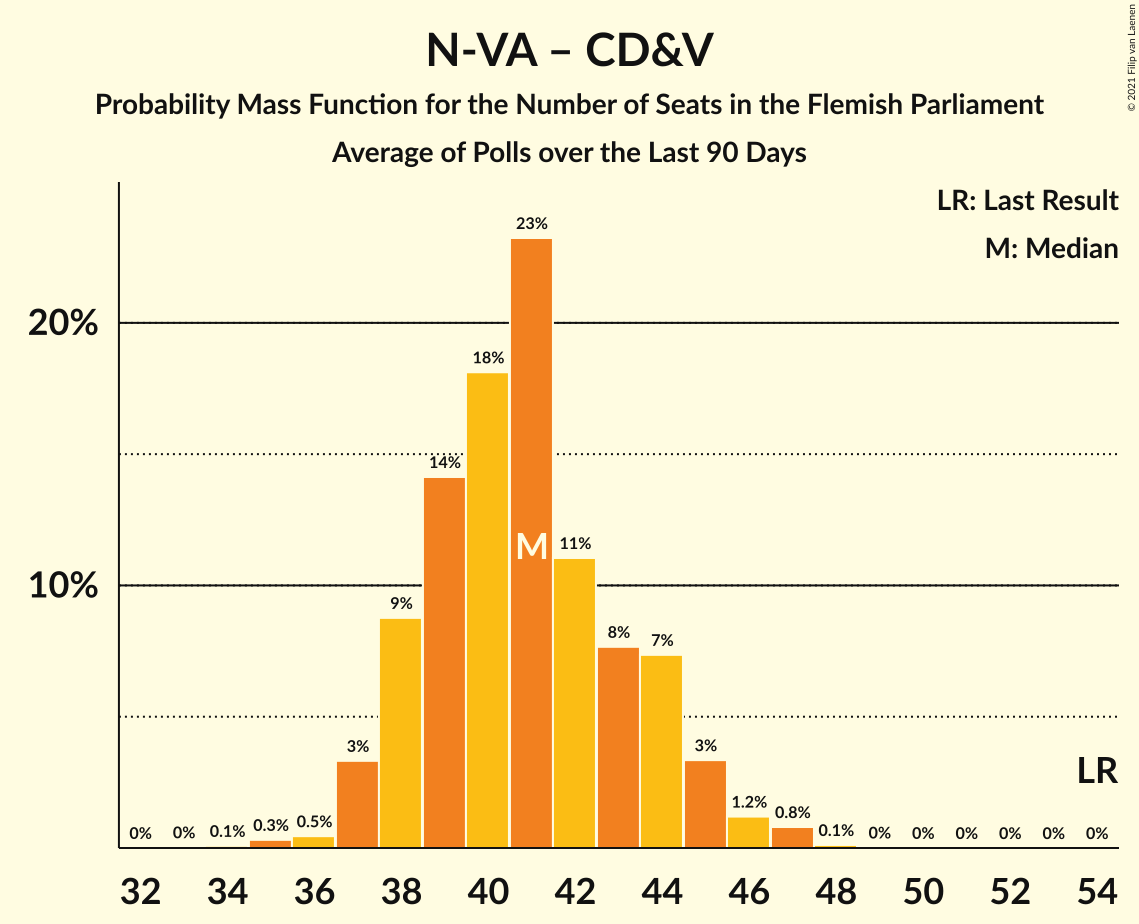 N-VA – CD&V
Probability Mass Function for the Number of Seats in the Flemish Parliament
Average of Polls over the Last 90 Days
© 2021 Filip van Laenen
LR: Last Result
M: Median
23%
20%
18%
14%
M
11%
10%
9%
8%
7%
3%
3%
LR
1.2%
0.8%
0% 0% 0.1% 0.3% 0.5% 0.1% 0% 0% 0% 0% 0% 0%
32 34 36 38 40 42 44 46 48 50 52 54